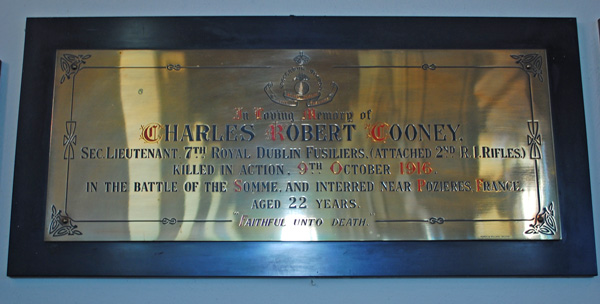 In Loving Memory of
CHARLES ROBERT COONEY.
SEC. LIEUTENANT. 7TH ROYAL DUBLIN FUSILIERS, (ATTACHED 2ND R.I. RIFLES.)
KILLED IN ACTION, 9TH OCTOBER 1916.
IN THE BATTLE OF THE SOMME, AND INTERRED NEAR POZIERES, FRANCE.
AGED 22 YEARS.
"FAITHFUL UNTO DEATH."